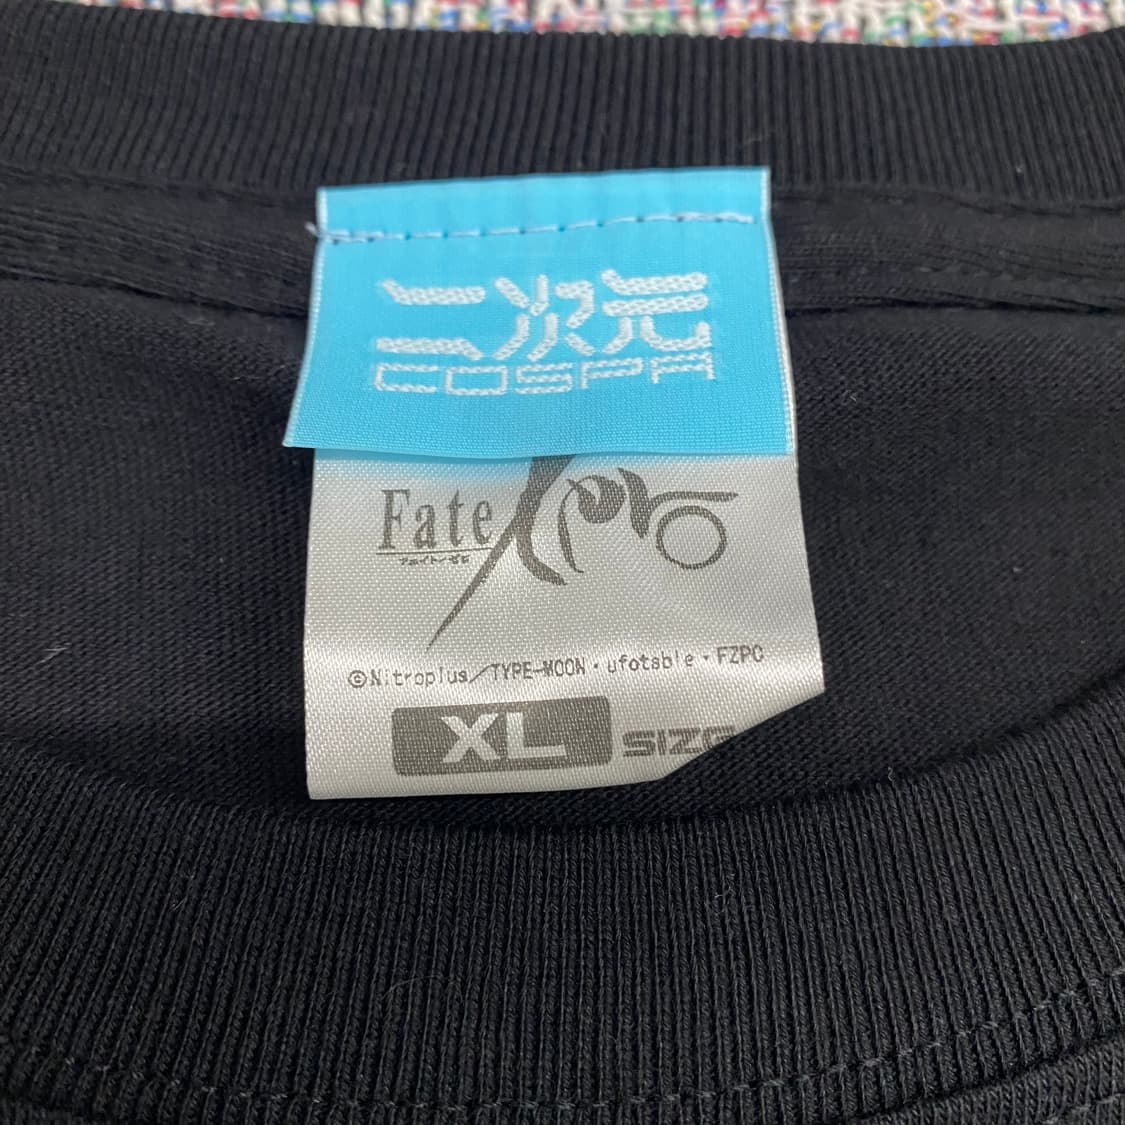 二次元
COSPA
Fate/Zero
フェイト/ゼロ
©Nitroplus/TYPE-MOON・ufotable・FZPC
XL SIZE